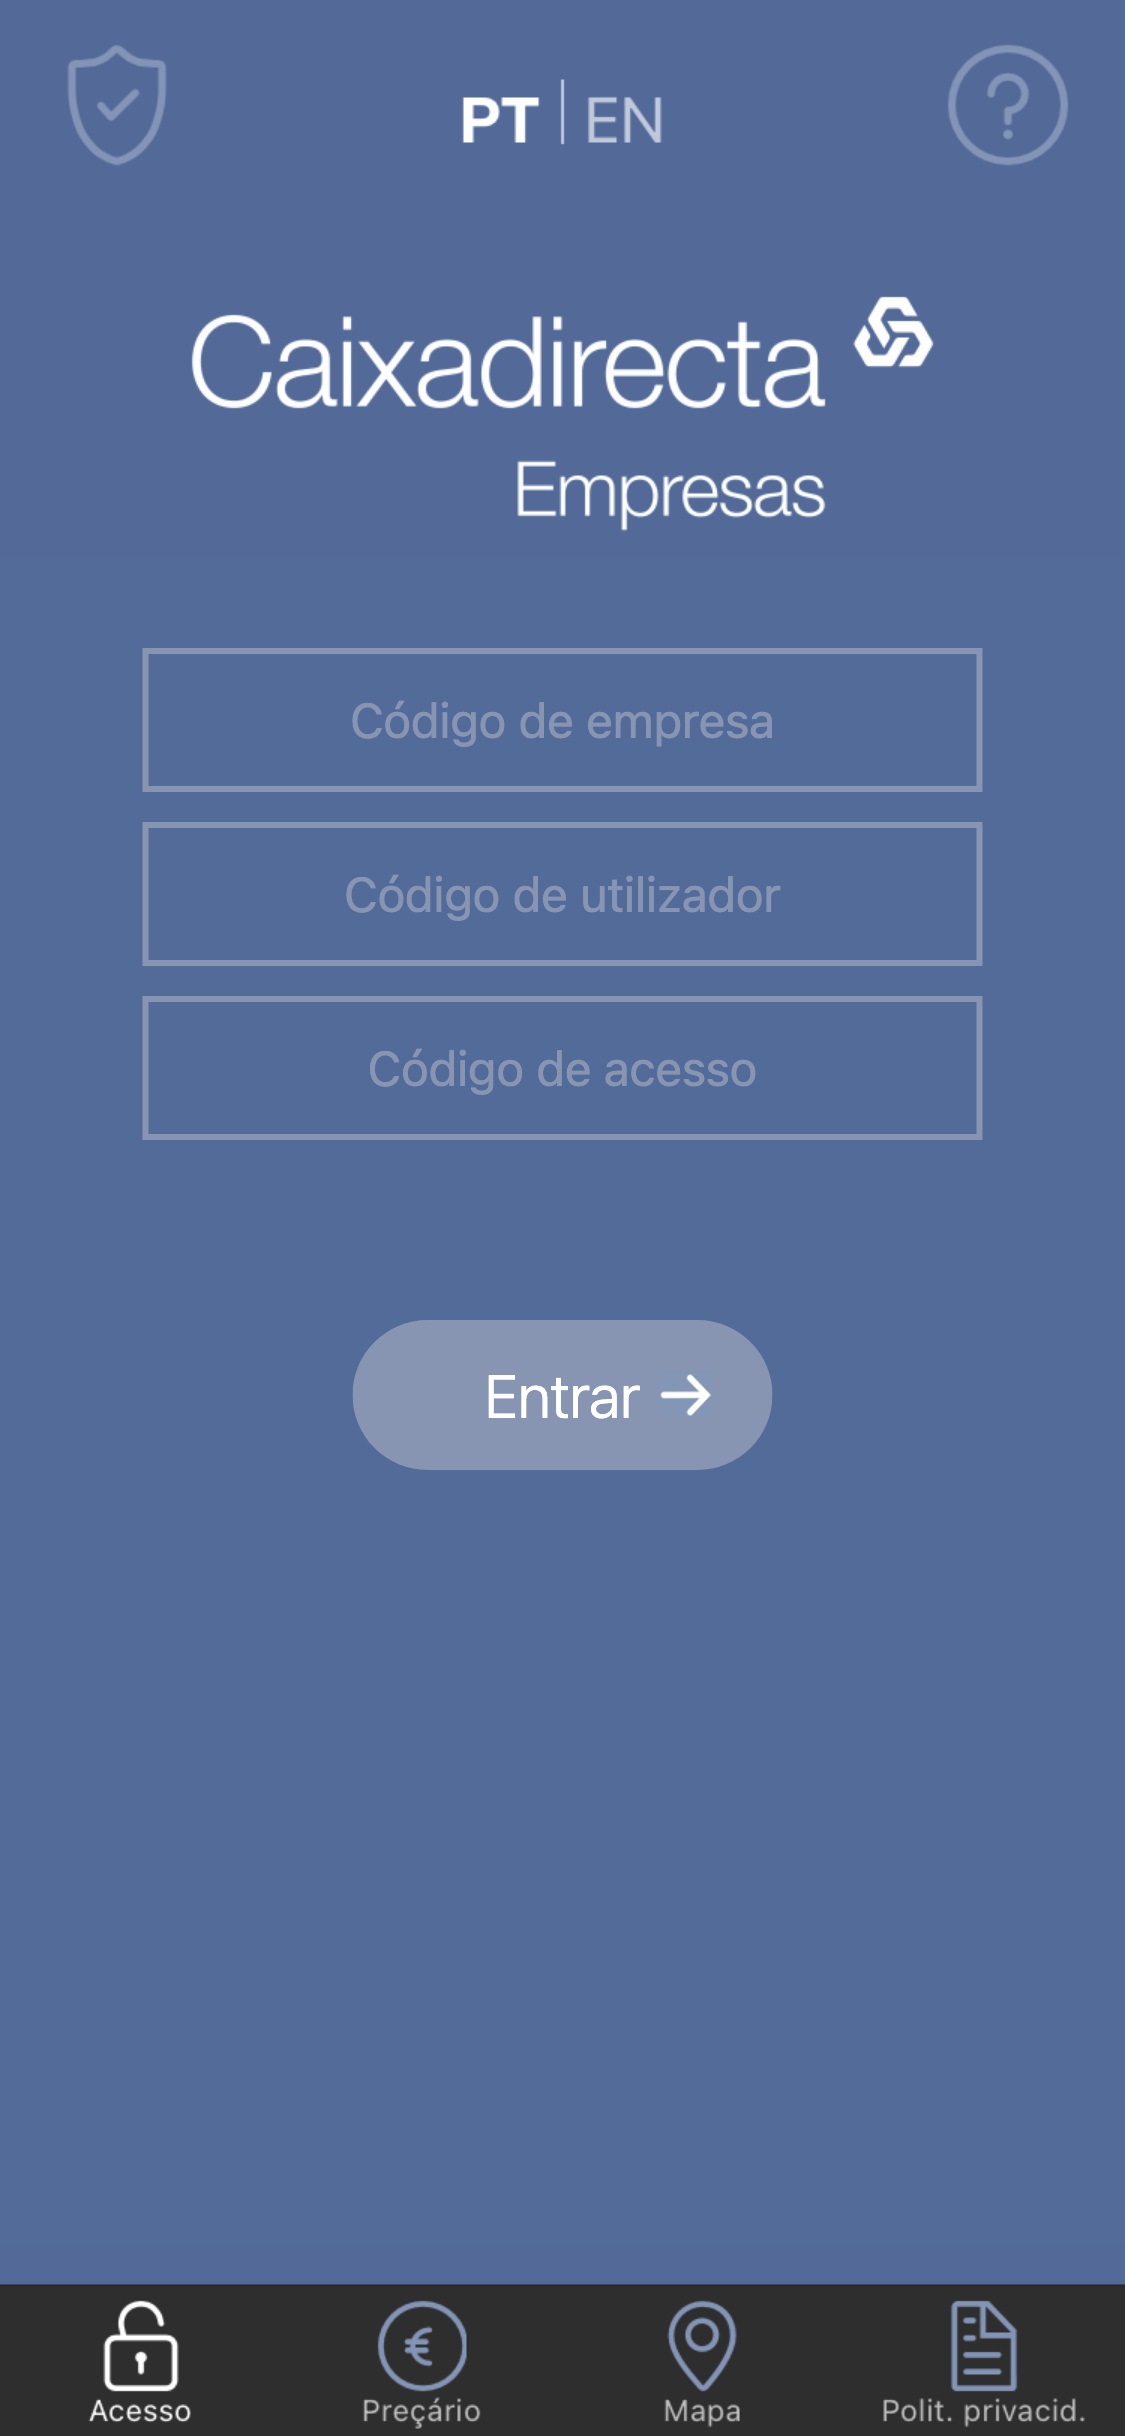 PT | EN
Caixadirecta
Empresas
Código de empresa
Código de utilizador
Código de acesso
Entrar →
Acesso
Preçário
Mapa
Polit. privacid.